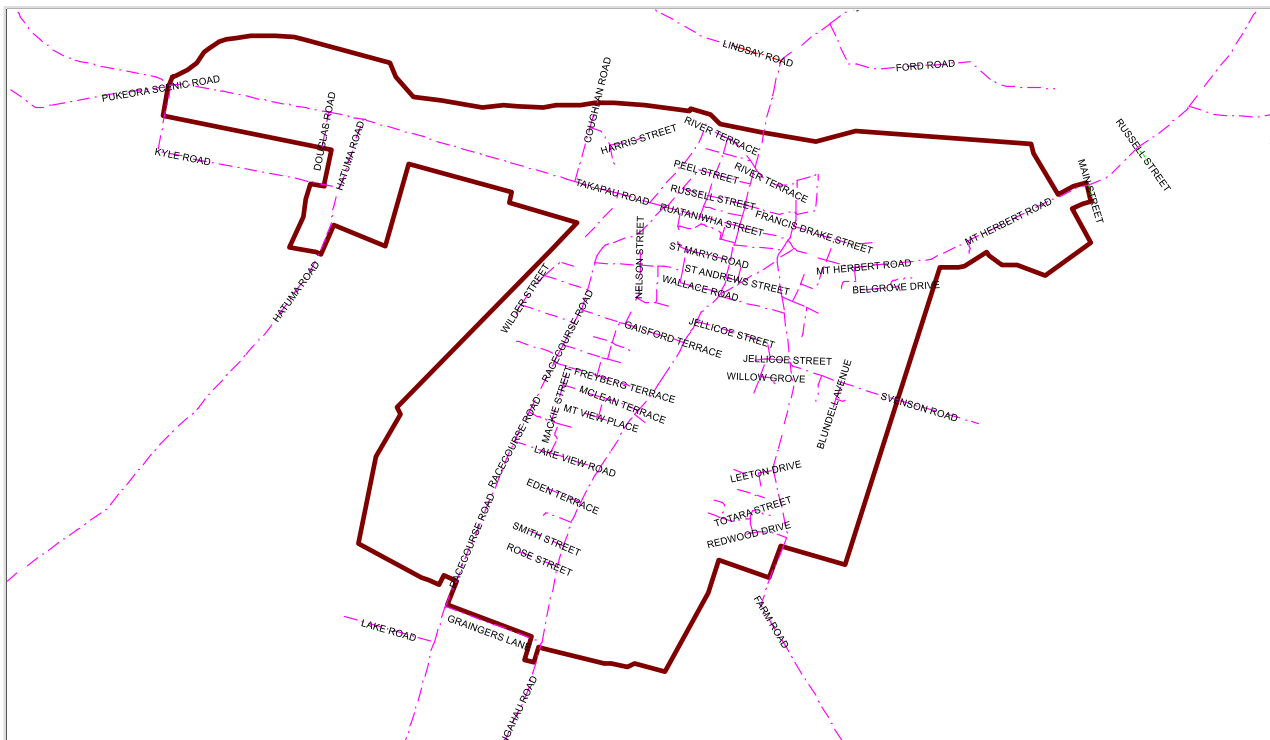 LINDSAY ROAD
FORD ROAD
PUKEORA SCENIC ROAD
COUGHLAN ROAD
DOUGLAS ROAD
HATUMA ROAD
RIVER TERRACE
HARRIS STREET
RUSSELL STREET
KYLE ROAD
PEEL STREET
RIVER TERRACE
MAIN STREET
TAKAPAU ROAD
RUSSELL STREET
RUATANIWHA STREET
FRANCIS DRAKE STREET
MT HERBERT ROAD
NELSON STREET
ST MARYS ROAD
MT HERBERT ROAD
ST ANDREWS STREET
WALLACE ROAD
BELGROVE DRIVE
HATUMA ROAD
WILDER STREET
RACECOURSE ROAD
GAISFORD TERRACE
JELLICOE STREET
JELLICOE STREET
WILLOW GROVE
FREYBERG TERRACE
MCLEAN TERRACE
MT VIEW PLACE
MACKIE STREET
BLUNDELL AVENUE
SVENSON ROAD
RACECOURSE ROAD
LAKE VIEW ROAD
LEETON DRIVE
EDEN TERRACE
TOTARA STREET
REDWOOD DRIVE
SMITH STREET
ROSE STREET
RACECOURSE ROAD
LAKE ROAD
GRAINGERS LANE
FARM ROAD
ROAD